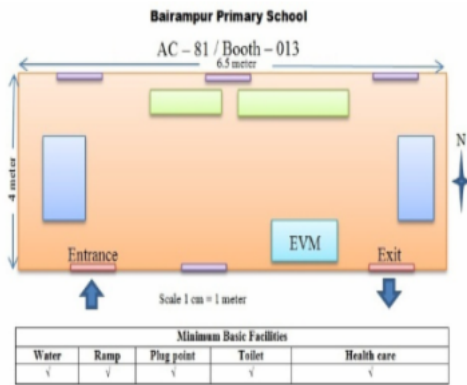 Bairampur Primary School
AC – 81 / Booth – 013
6.5 meter
4 meter
N
EVM
Entrance
Exit
Scale 1 cm = 1 meter
Minimum Basic Facilities
Water Ramp Plug point Toilet Health care
√ √ √ √ √